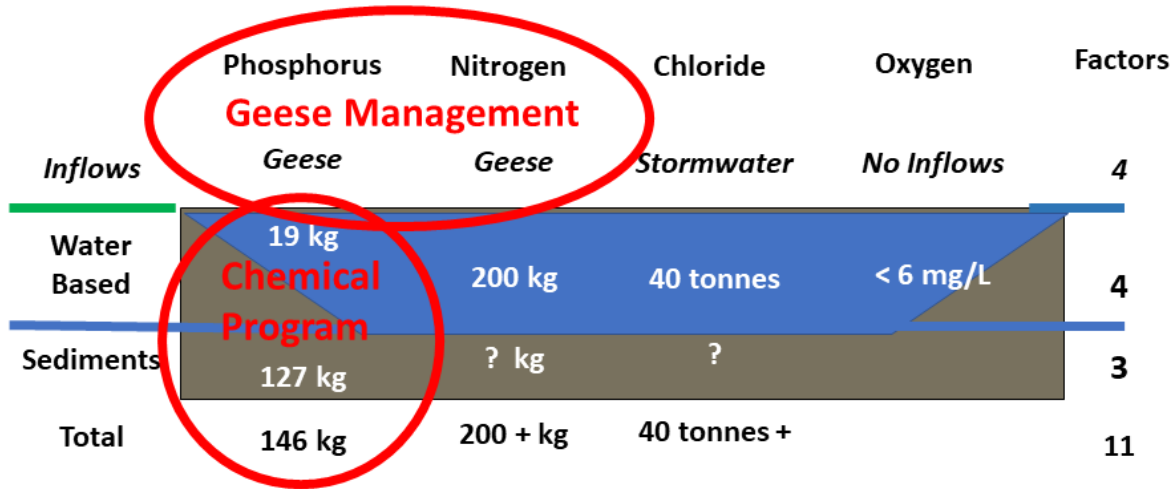 Phosphorus Nitrogen Chloride Oxygen Factors
Geese Management
Inflows Geese Geese Stormwater No Inflows 4
19 kg
Water
Based
Chemical
Program
200 kg 40 tonnes < 6 mg/L 4
Sediments 127 kg ? kg ? 3
Total 146 kg 200 + kg 40 tonnes + 11